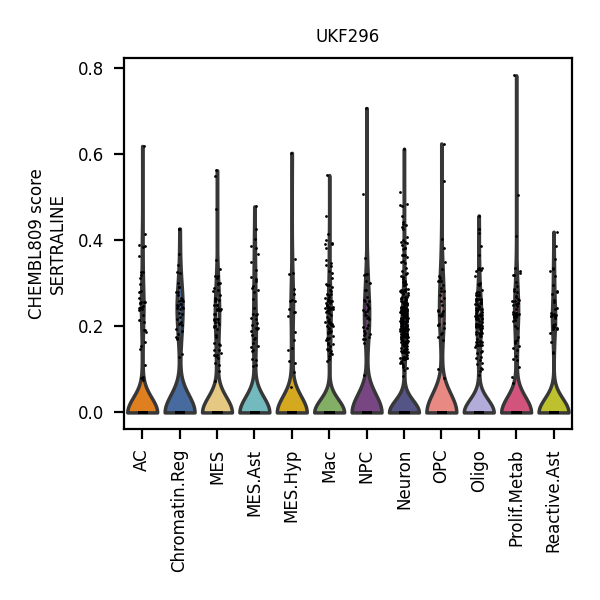 UKF296
CHEMBL809 score
SERTRALINE
0.8
0.6
0.4
0.2
0.0
AC
Chromatin.Reg
MES
MES.Ast
MES.Hyp
Mac
NPC
Neuron
OPC
Oligo
Prolif.Metab
Reactive.Ast